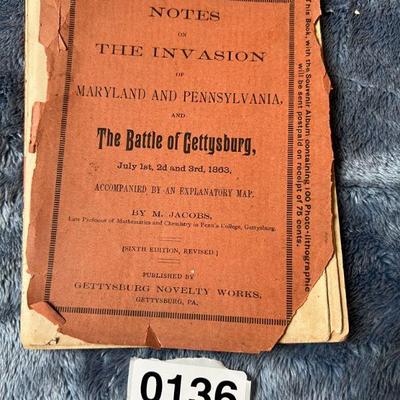 NOTES
ON
THE INVASION
OF
MARYLAND AND PENNSYLVANIA,
AND
The Battle of Gettysburg,
July 1st, 2d and 3rd, 1863,
ACCOMPANIED BY AN EXPLANATORY MAP.
BY M. JACOBS,
Late Professor of Mathematics and Chemistry in Penn'a College, Gettysburg.
[SIXTH EDITION, REVISED.]
PUBLISHED BY
GETTYSBURG NOVELTY WORKS,
GETTYSBURG, PA.
of his Book, with the Souvenir Album containing 100 Photo-lithographic
will be sent postpaid on receipt of 75 cents.
0136